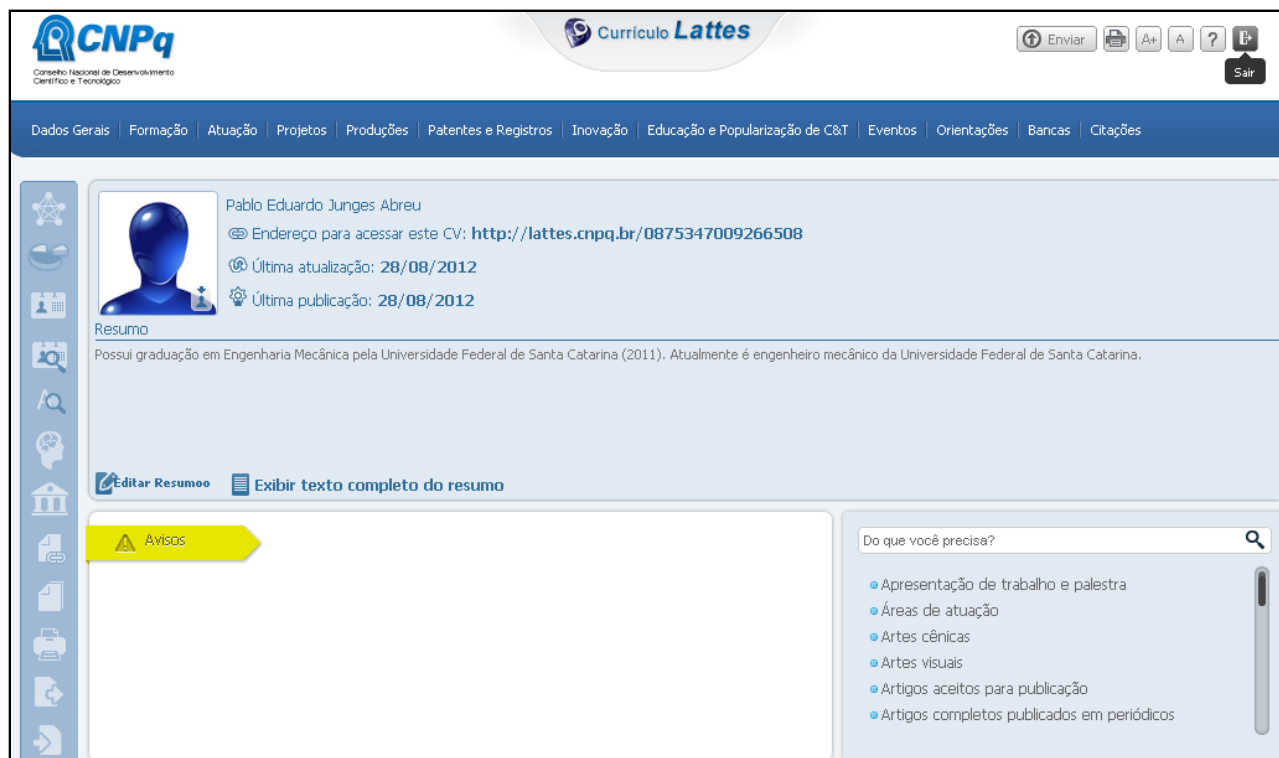 CNPq
Conselho Nacional de Desenvolvimento
Científico e Tecnológico
Currículo Lattes
Enviar
A+
A
?
Sair
Dados Gerais | Formação | Atuação | Projetos | Produções | Patentes e Registros | Inovação | Educação e Popularização de C&T | Eventos | Orientações | Bancas | Citações
Pablo Eduardo Junges Abreu
Endereço para acessar este CV: http://lattes.cnpq.br/0875347009266508
Última atualização: 28/08/2012
Última publicação: 28/08/2012
Resumo
Possui graduação em Engenharia Mecânica pela Universidade Federal de Santa Catarina (2011). Atualmente é engenheiro mecânico da Universidade Federal de Santa Catarina.
Editar Resumoo
Exibir texto completo do resumo
Avisos
Do que você precisa?
Apresentação de trabalho e palestra
Áreas de atuação
Artes cênicas
Artes visuais
Artigos aceitos para publicação
Artigos completos publicados em periódicos